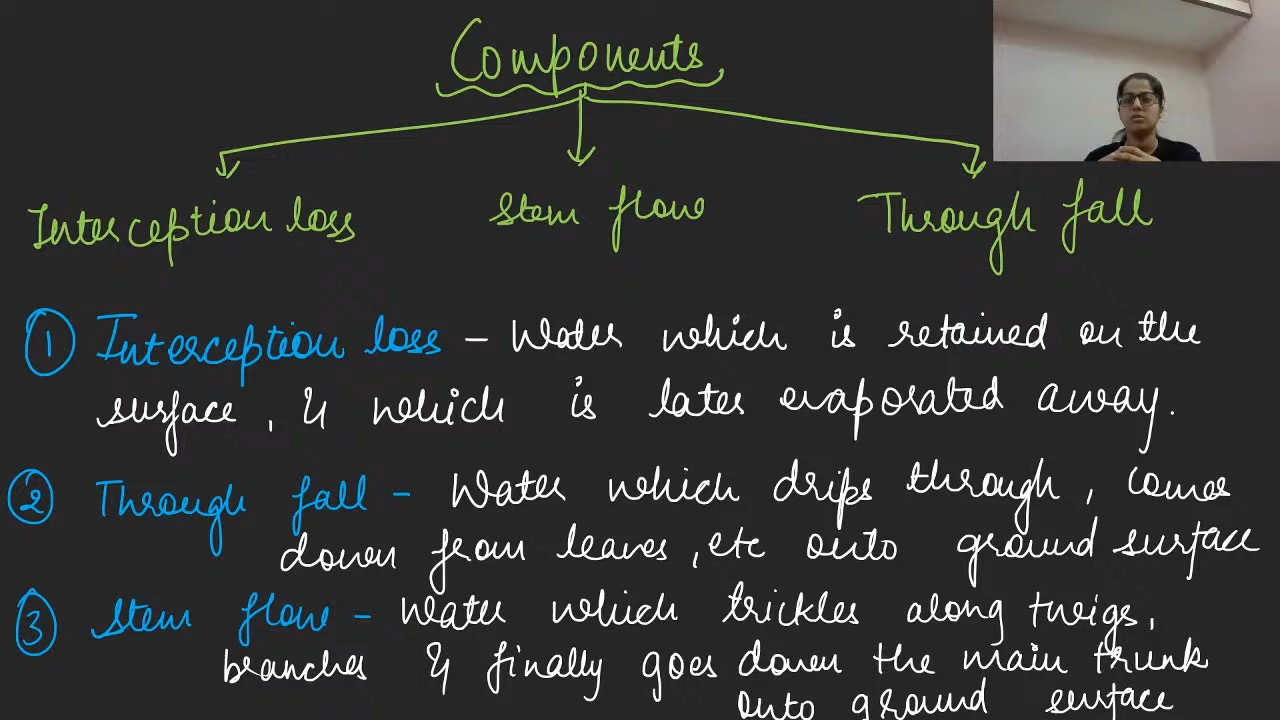 Components
Interception loss
Stem flow
Through fall
1 Interception loss - Water which is retained on the
surface, & which is later evaporated away.
2 Through fall - Water which drips through, comes
down from leaves, etc onto ground surface
3 Stem flow - Water which trickles along twigs,
branches & finally goes down the main trunk
onto ground surface